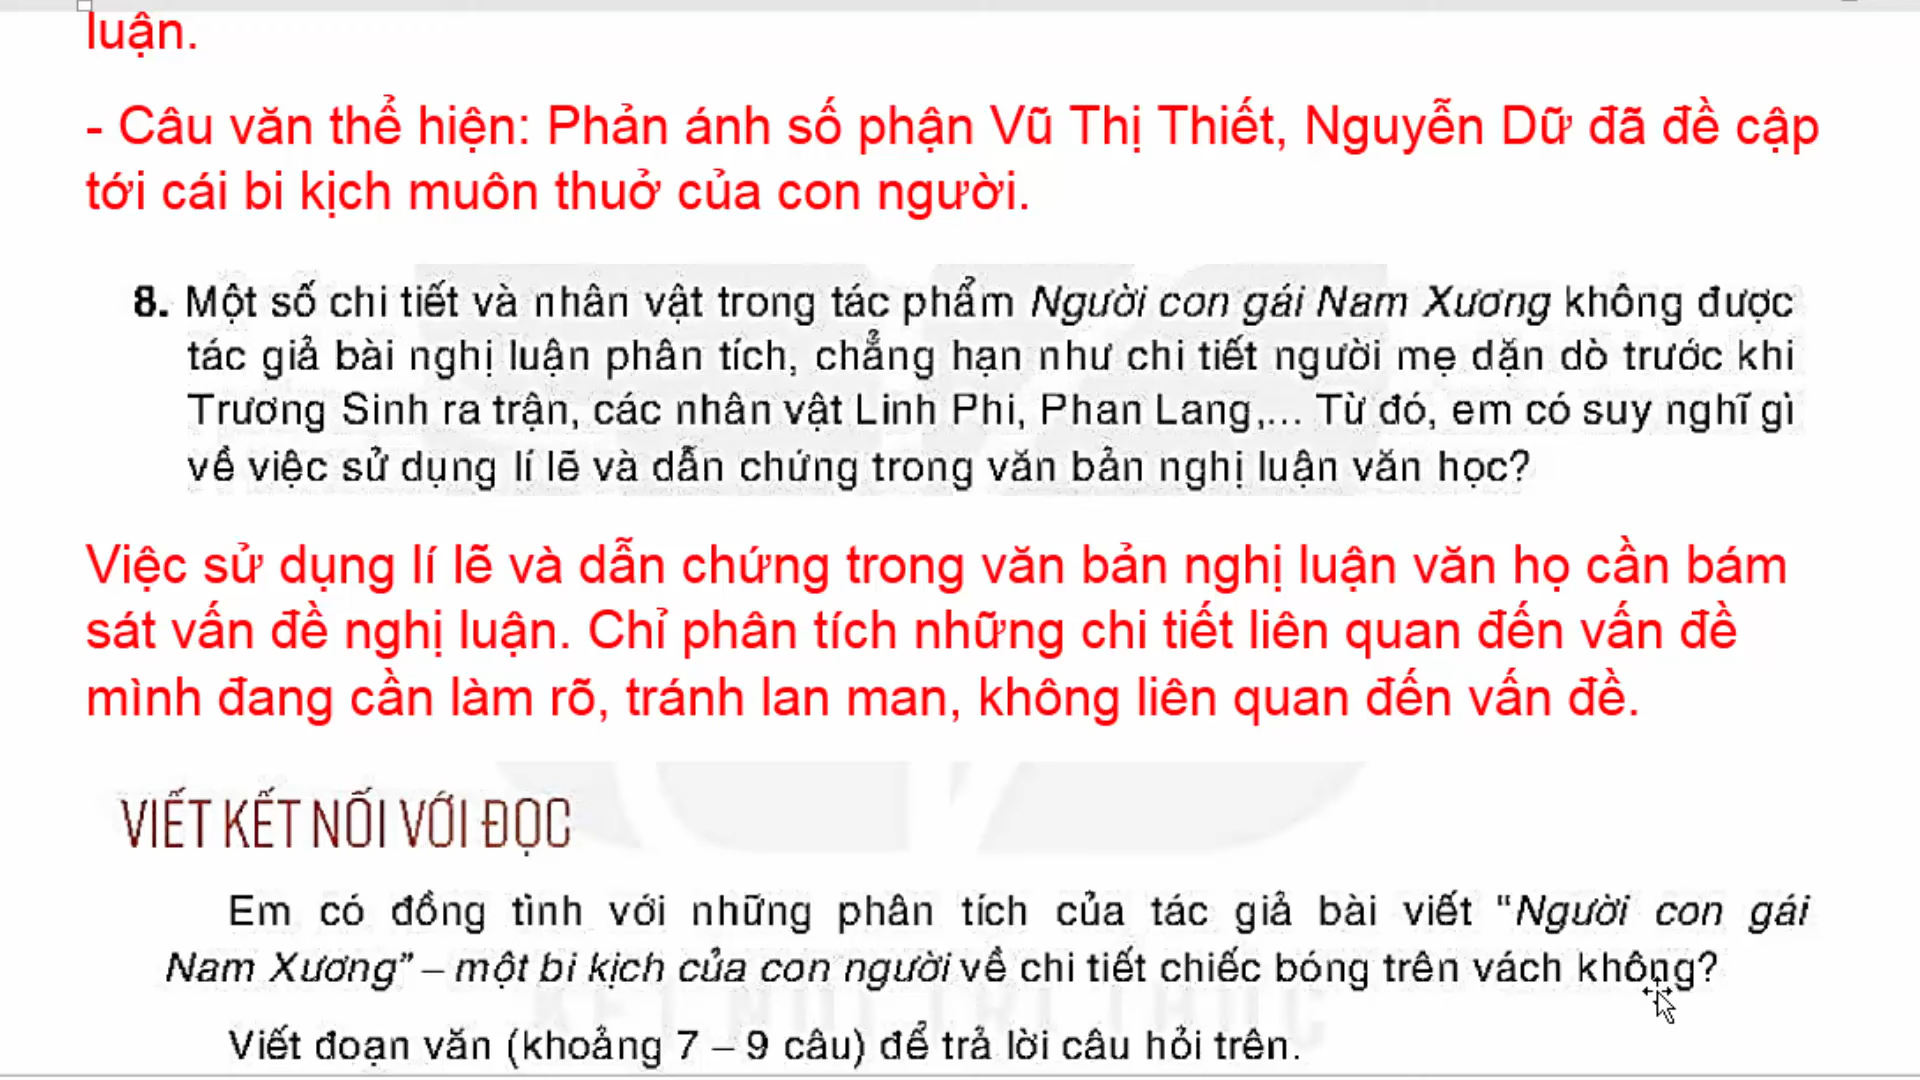 luận.
- Câu văn thể hiện: Phản ánh số phận Vũ Thị Thiết, Nguyễn Dữ đã đề cập
tới cái bi kịch muôn thuở của con người.
8. Một số chi tiết và nhân vật trong tác phẩm Người con gái Nam Xương không được
tác giả bài nghị luận phân tích, chẳng hạn như chi tiết người mẹ dặn dò trước khi
Trương Sinh ra trận, các nhân vật Linh Phi, Phan Lang,... Từ đó, em có suy nghĩ gì
về việc sử dụng lí lẽ và dẫn chứng trong văn bản nghị luận văn học?
Việc sử dụng lí lẽ và dẫn chứng trong văn bản nghị luận văn họ cần bám
sát vấn đề nghị luận. Chỉ phân tích những chi tiết liên quan đến vấn đề
mình đang cần làm rõ, tránh lan man, không liên quan đến vấn đề.
VIẾT KẾT NỐI VỚI ĐỌC
Em có đồng tình với những phân tích của tác giả bài viết “Người con gái
Nam Xương” – một bi kịch của con người về chi tiết chiếc bóng trên vách không?
KẾT NỐI TRI THỨC
Viết đoạn văn (khoảng 7 – 9 câu) để trả lời câu hỏi trên.